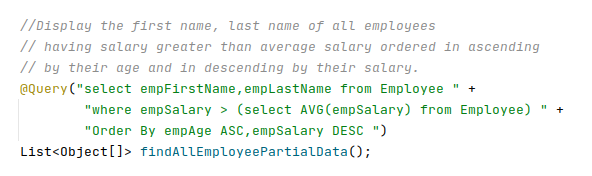 //Display the first name, last name of all employees
// having salary greater than average salary ordered in ascending
// by their age and in descending by their salary.
@Query("select empFirstName,empLastName from Employee " +
"where empSalary > (select AVG(empSalary) from Employee) " +
"Order By empAge ASC,empSalary DESC ")
List<Object[]> findAllEmployeePartialData();